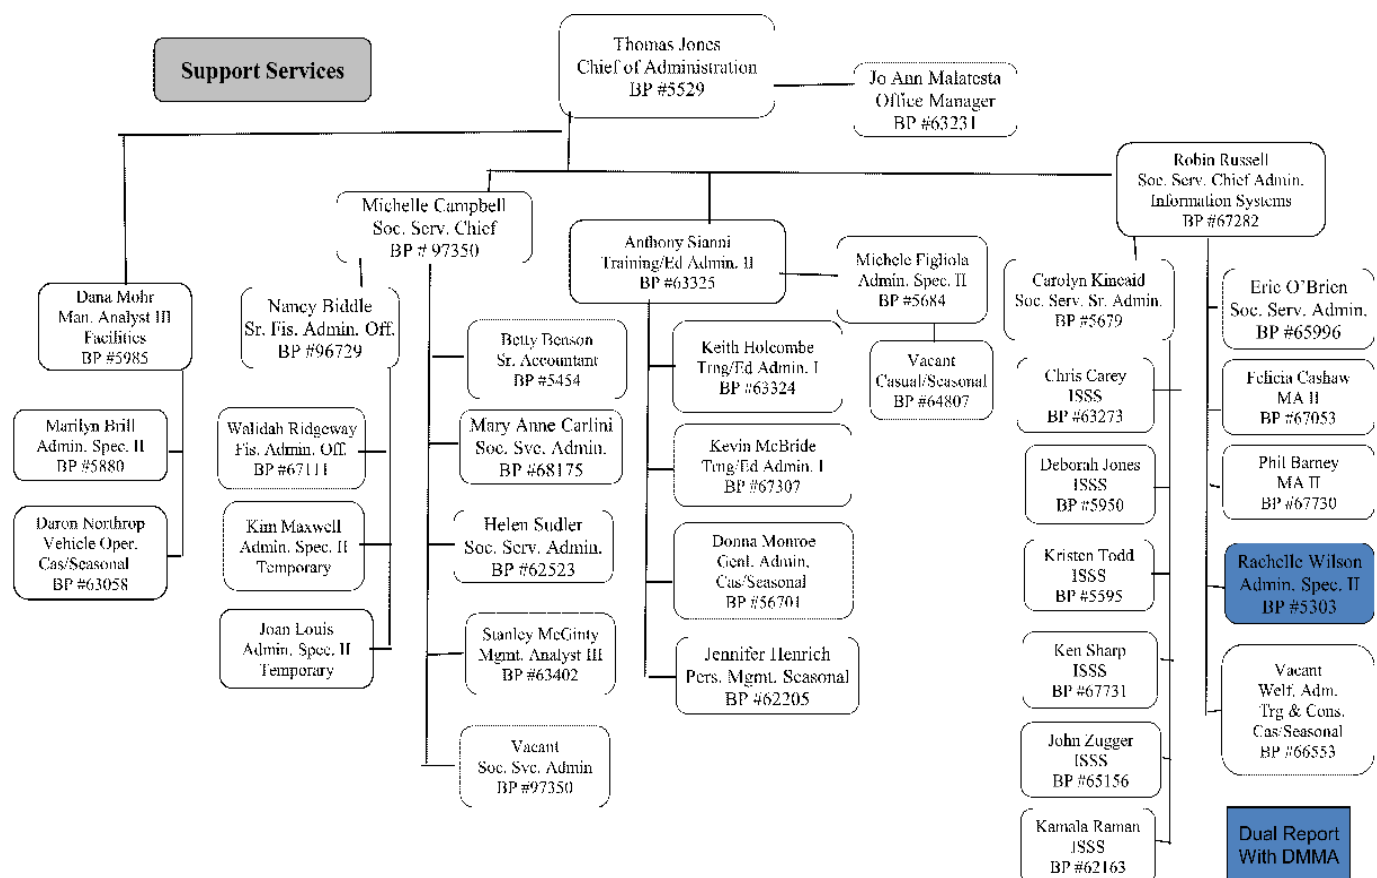 Support Services
Thomas Jones
Chief of Administration
BP #5529
Jo Ann Malatesta
Office Manager
BP #63231
Robin Russell
Soc. Serv. Chief Admin.
Information Systems
BP #67282
Michelle Campbell
Soc. Serv. Chief
BP # 97350
Anthony Sianni
Training/Ed Admin. II
BP #63325
Michele Figliola
Admin. Spec. II
BP #5684
Vacant
Casual/Seasonal
BP #64807
Dana Mohr
Man. Analyst III
Facilities
BP #5985
Marilyn Brill
Admin. Spec. II
BP #5880
Daron Northrop
Vehicle Oper.
Cas/Seasonal
BP #63058
Nancy Biddle
Sr. Fis. Admin. Off.
BP #96729
Walidah Ridgeway
Fis. Admin. Off.
BP #67111
Kim Maxwell
Admin. Spec. II
Temporary
Joan Louis
Admin. Spec. II
Temporary
Betty Benson
Sr. Accountant
BP #5454
Mary Anne Carlini
Soc. Svc. Admin.
BP #68175
Helen Sudler
Soc. Serv. Admin.
BP #62523
Stanley McGinty
Mgmt. Analyst III
BP #63402
Vacant
Soc. Svc. Admin
BP #97350
Keith Holcombe
Trng/Ed Admin. I
BP #63324
Kevin McBride
Trng/Ed Admin. I
BP #67307
Donna Monroe
Genl. Admin.
Cas/Seasonal
BP #56701
Jennifer Henrich
Pers. Mgmt. Seasonal
BP #62205
Carolyn Kincaid
Soc. Serv. Sr. Admin.
BP #5679
Chris Carey
ISSS
BP #63273
Deborah Jones
ISSS
BP #5950
Kristen Todd
ISSS
BP #5595
Ken Sharp
ISSS
BP #67731
John Zugger
ISSS
BP #65156
Kamala Raman
ISSS
BP #62163
Eric O'Brien
Soc. Serv. Admin.
BP #65996
Felicia Cashaw
MA II
BP #67053
Phil Barney
MA II
BP #67730
Rachelle Wilson
Admin. Spec. II
BP #5303
Vacant
Welf. Adm.
Trg & Cons.
Cas/Seasonal
BP #66553
Dual Report
With DMMA